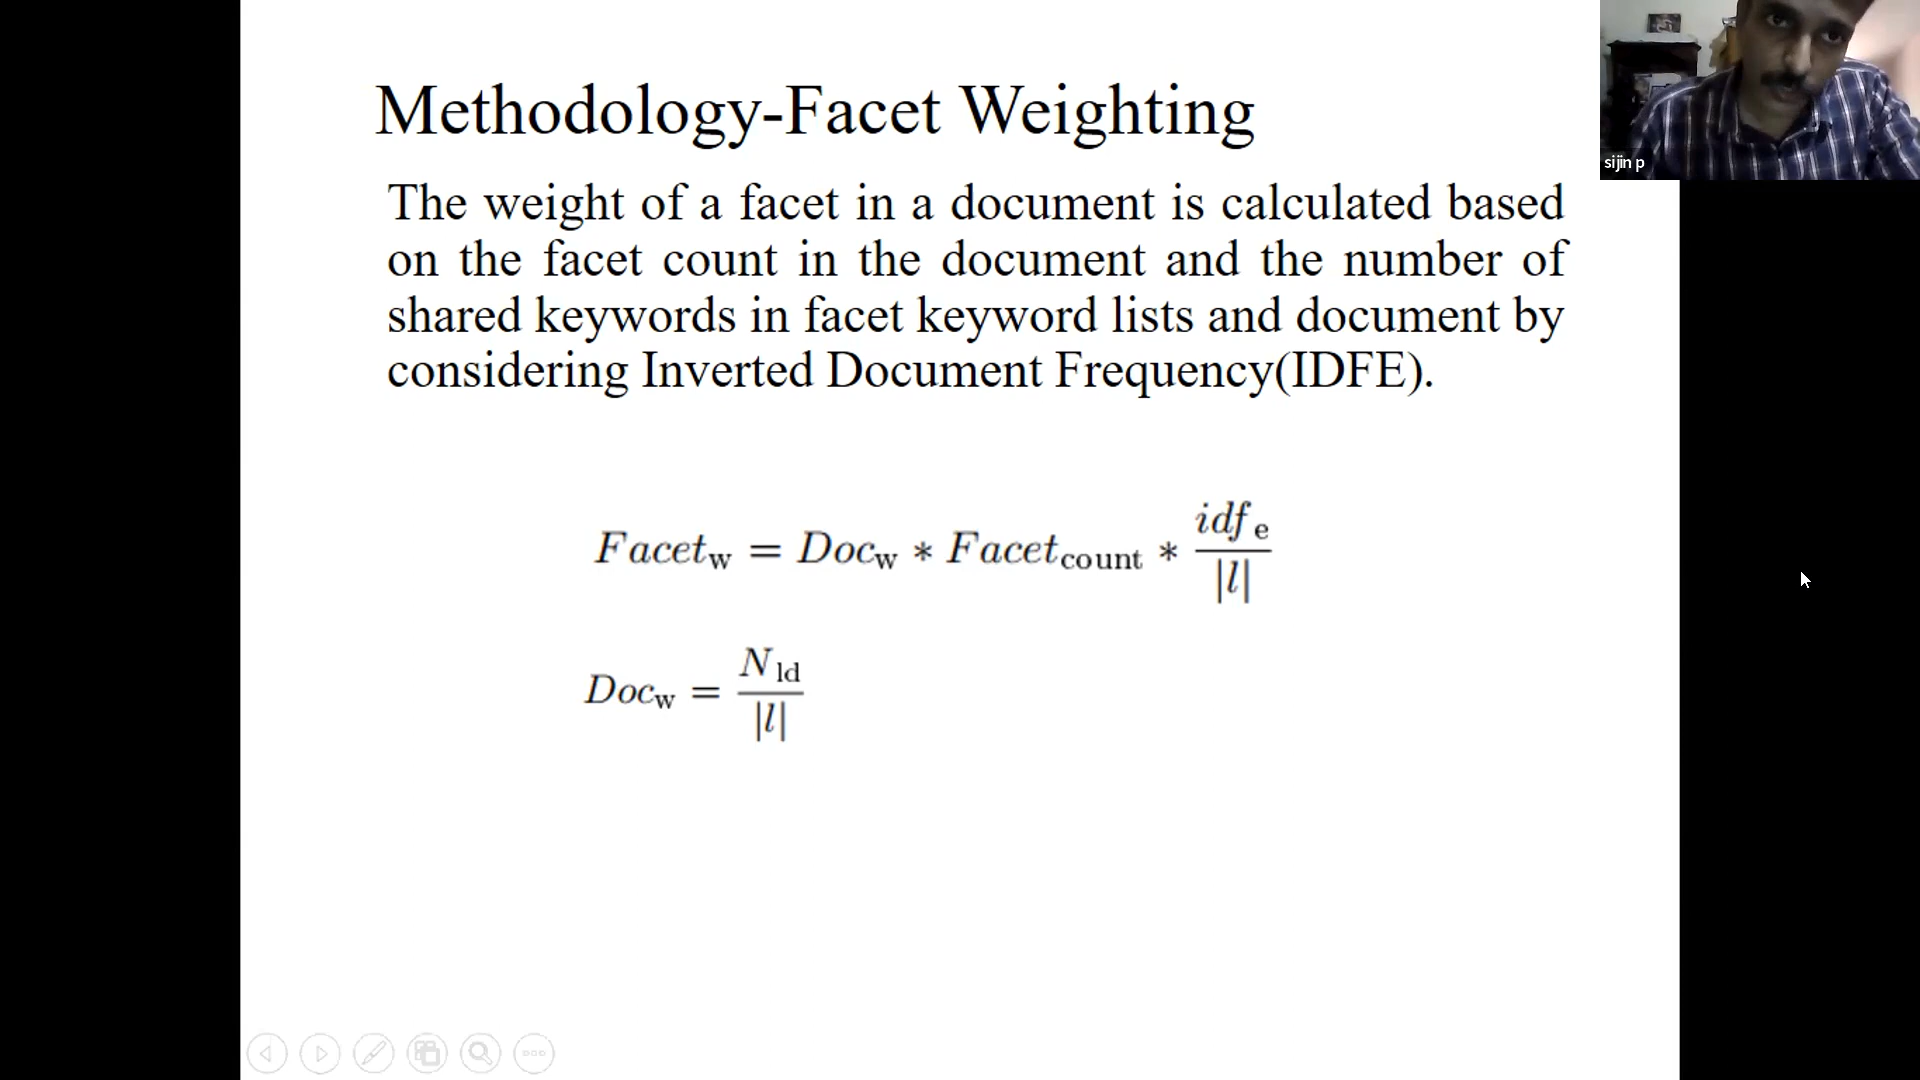 Methodology-Facet Weighting
sijin p
The weight of a facet in a document is calculated based
on the facet count in the document and the number of
shared keywords in facet keyword lists and document by
considering Inverted Document Frequency(IDFE).
Facet_w = Doc_w * Facet_count * idf_e / |l|
Doc_w = N_ld / |l|